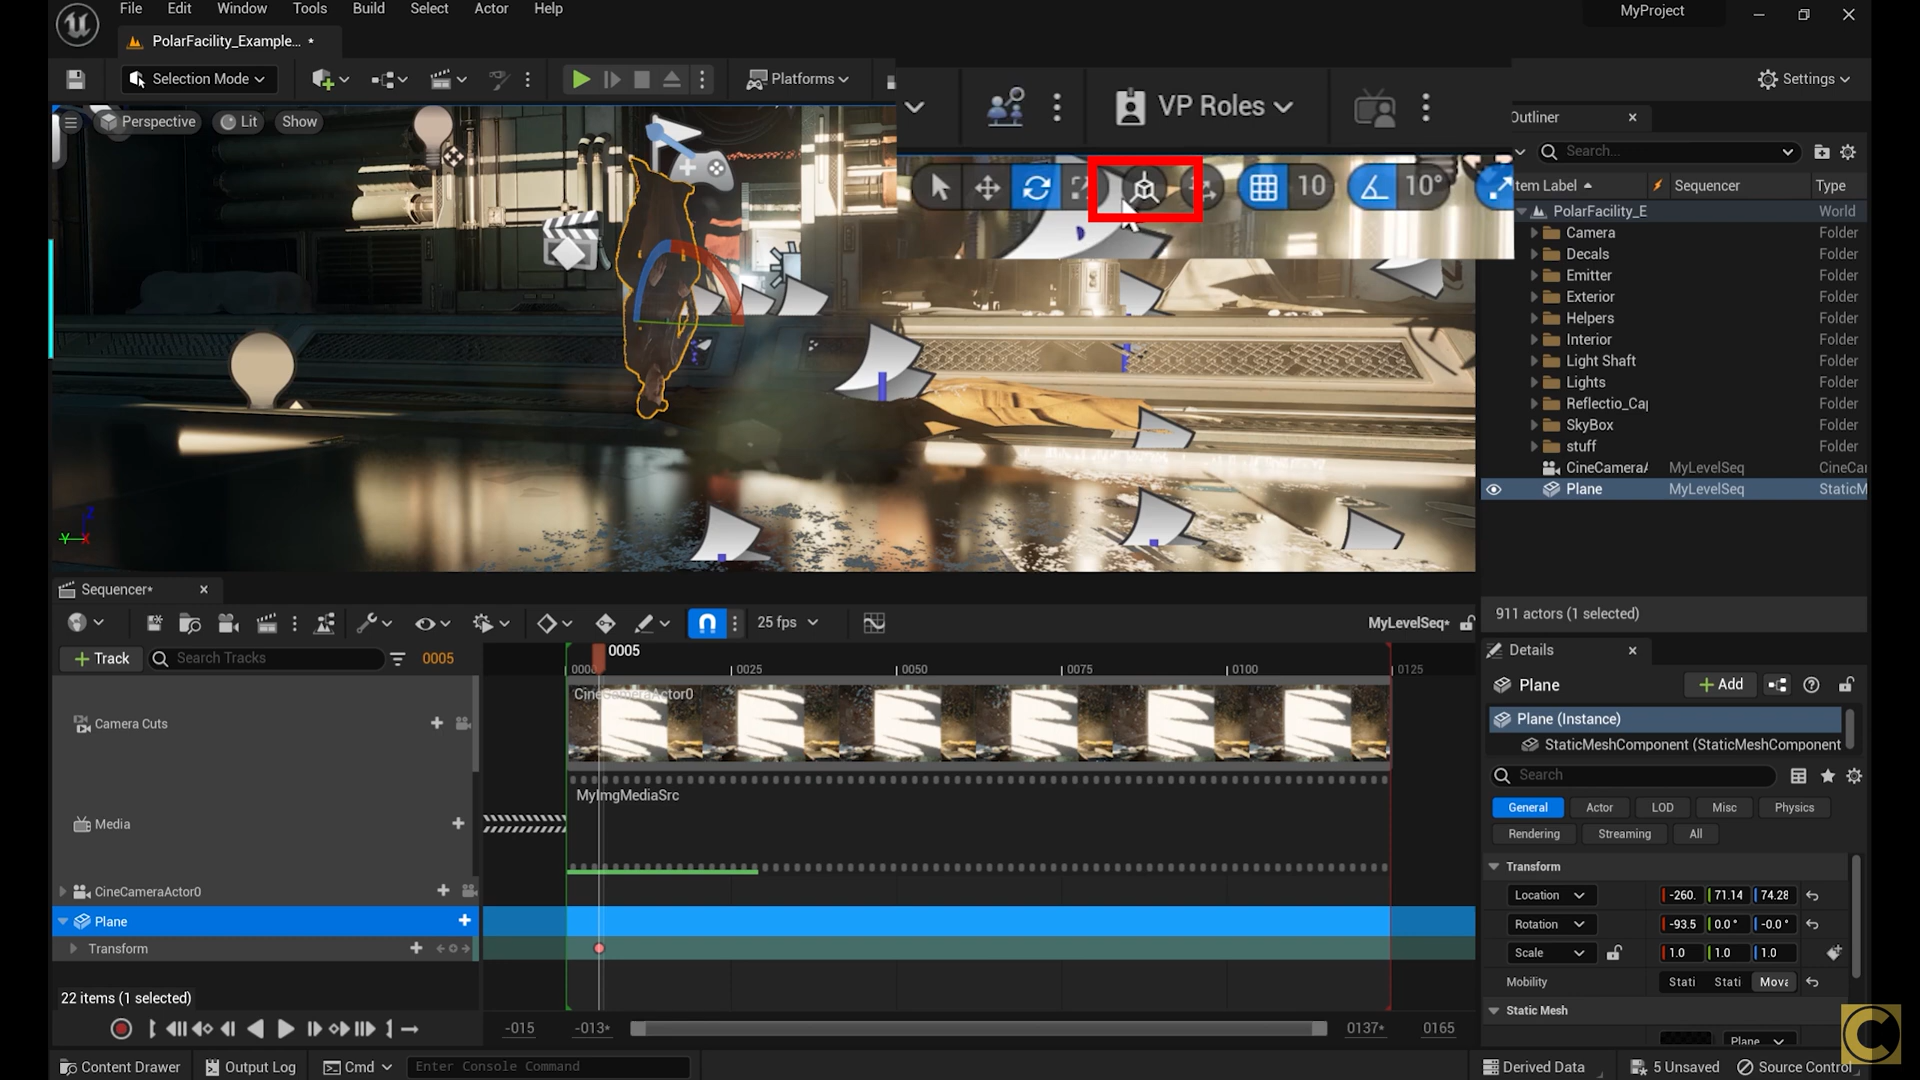 File Edit Window Tools Build Select Actor Help
MyProject
PolarFacility_Example... •
Selection Mode
Platforms
Settings
VP Roles
Perspective Lit Show
10 10°
Outliner
Search...
Item Label Sequencer Type
PolarFacility_E World
Camera Folder
Decals Folder
Emitter Folder
Exterior Folder
Helpers Folder
Interior Folder
Light Shaft Folder
Lights Folder
Reflectio_Ca Folder
SkyBox Folder
stuff Folder
CineCamera MyLevelSeq CineCa
Plane MyLevelSeq StaticM
911 actors (1 selected)
Sequencer*
25 fps
MyLevelSeq*
+ Track
Search Tracks
0005
0005
0000 0025 0050 0075 0100 0125
Camera Cuts
CineCameraActor0
Media
MyImgMediaSrc
CineCameraActor0
Plane
Transform
22 items (1 selected)
-015 -013* 0137* 0165
Details
Plane
+ Add
Plane (Instance)
StaticMeshComponent (StaticMeshComponent
Search
General Actor LOD Misc Physics
Rendering Streaming All
Transform
Location -260. 71.14 74.28
Rotation -93.5 0.0° -0.0°
Scale 1.0 1.0 1.0
Mobility Stati Stati Mova
Static Mesh
Plane
Content Drawer Output Log Cmd Enter Console Command
Derived Data 5 Unsaved Source Control
X Y Z